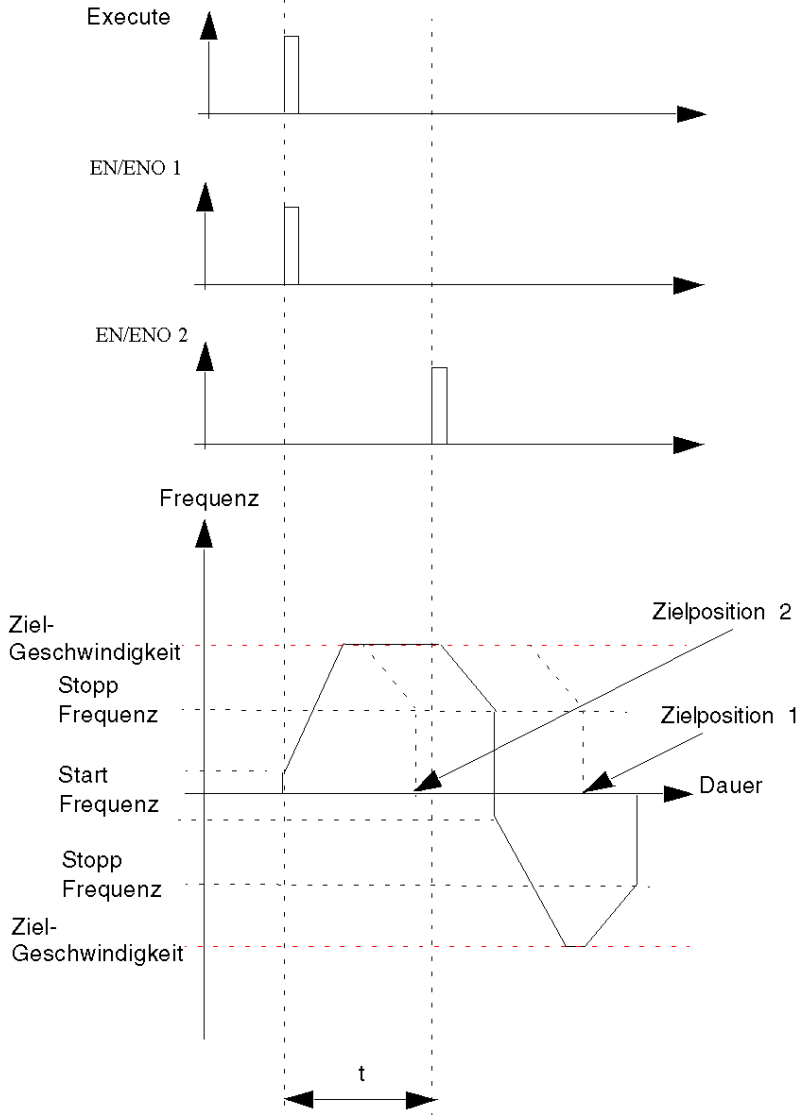 Execute
EN/ENO 1
EN/ENO 2
Frequenz
Ziel-
Geschwindigkeit
Zielposition 2
Stopp
Frequenz
Zielposition 1
Start
Frequenz
Dauer
Stopp
Frequenz
Ziel-
Geschwindigkeit
t